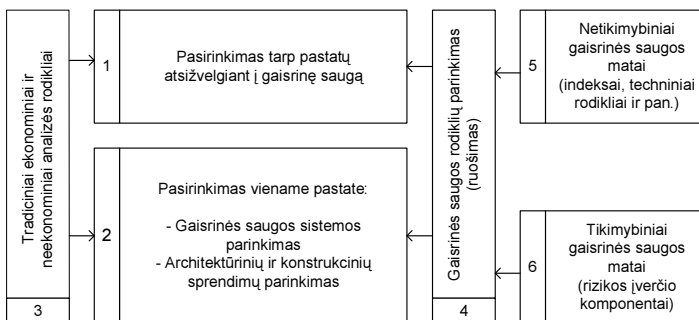 Tradiciniai ekonominiai ir
neekonominiai analizės rodikliai
3
1
Pasirinkimas tarp pastatų
atsižvelgiant į gaisrinę saugą
2
Pasirinkimas viename pastate:
- Gaisrinės saugos sistemos
parinkimas
- Architektūrinių ir konstrukcinių
sprendimų parinkimas
Gaisrinės saugos rodiklių parinkimas
(ruošimas)
4
5
Netikimybiniai
gaisrinės saugos
matai
(indeksai, techniniai
rodikliai ir pan.)
6
Tikimybiniai
gaisrinės saugos
matai
(rizikos įverčio
komponentai)